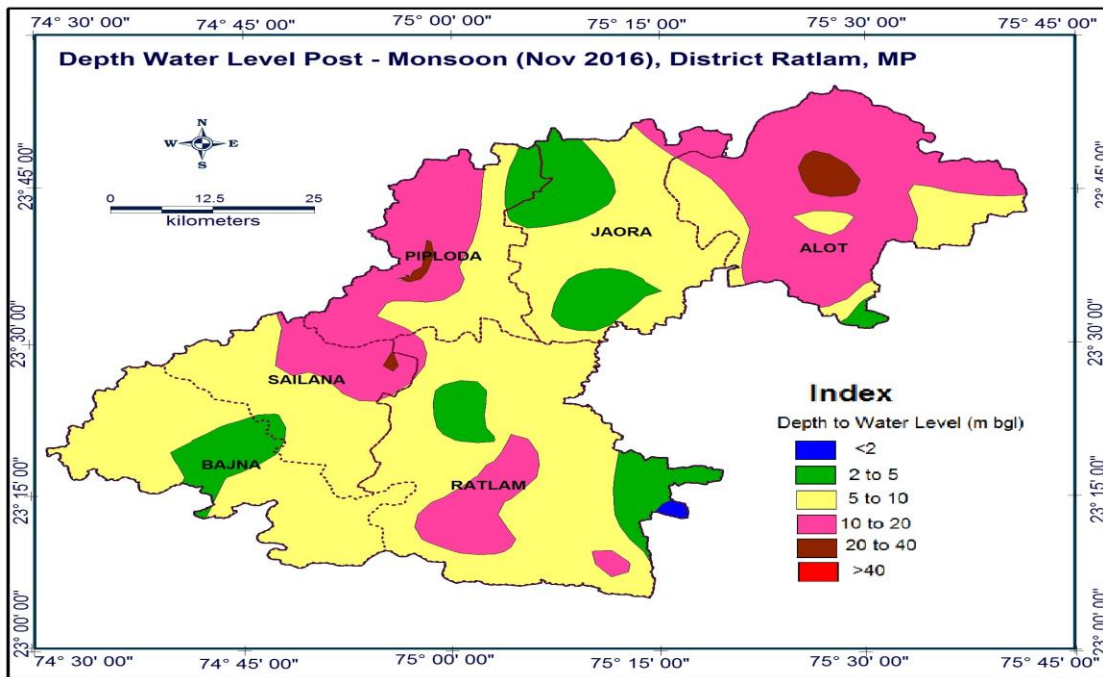 74° 30' 00" 74° 45' 00" 75° 00' 00" 75° 15' 00" 75° 30' 00" 75° 45' 00"
Depth Water Level Post - Monsoon (Nov 2016), District Ratlam, MP
N
W E
S
0 12.5 25
kilometers
23° 45' 00"
23° 45' 00"
JAORA
PIPLODA
ALOT
23° 30' 00"
23° 30' 00"
SAILANA
BAJNA
RATLAM
23° 15' 00"
23° 15' 00"
Index
Depth to Water Level (m bgl)
<2
2 to 5
5 to 10
10 to 20
20 to 40
>40
23° 00' 00"
23° 00' 00"
74° 30' 00" 74° 45' 00" 75° 00' 00" 75° 15' 00" 75° 30' 00" 75° 45' 00"